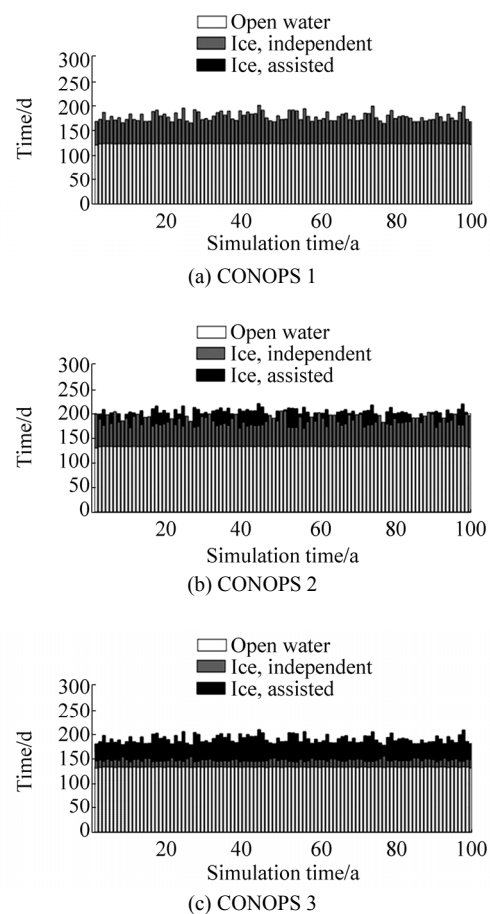 Open water
Ice, independent
Ice, assisted
300
250
200
150
100
50
0
Time/d
20 40 60 80 100
Simulation time/a
(a) CONOPS 1
Open water
Ice, independent
Ice, assisted
300
250
200
150
100
50
0
Time/d
20 40 60 80 100
Simulation time/a
(b) CONOPS 2
Open water
Ice, independent
Ice, assisted
300
250
200
150
100
50
0
Time/d
20 40 60 80 100
Simulation time/a
(c) CONOPS 3